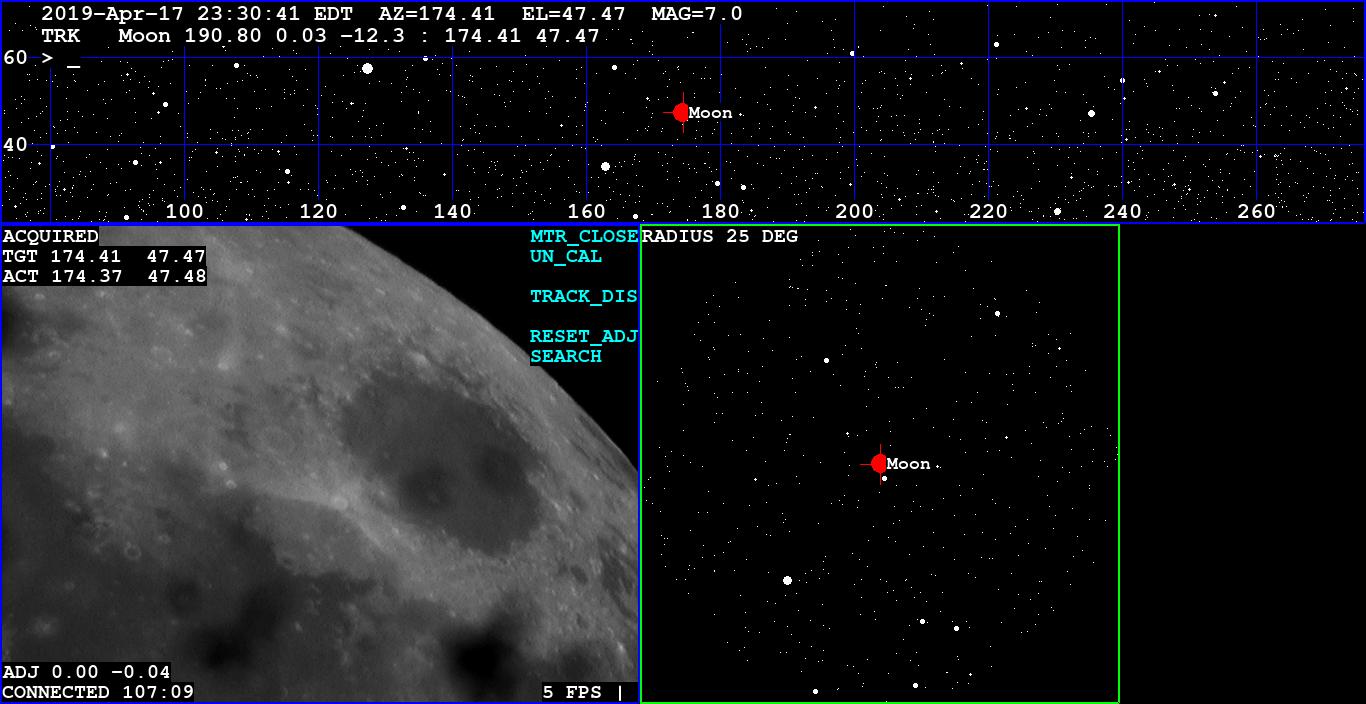 2019-Apr-17 23:30:41 EDT AZ=174.41 EL=47.47 MAG=7.0
TRK Moon 190.80 0.03 -12.3 : 174.41 47.47
60 > _
Moon
40
100 120 140 160 180 200 220 240 260
ACQUIRED
TGT 174.41 47.47
ACT 174.37 47.48
MTR_CLOSE
UN_CAL
TRACK_DIS
RESET_ADJ
SEARCH
ADJ 0.00 -0.04
CONNECTED 107:09
5 FPS |
RADIUS 25 DEG
Moon